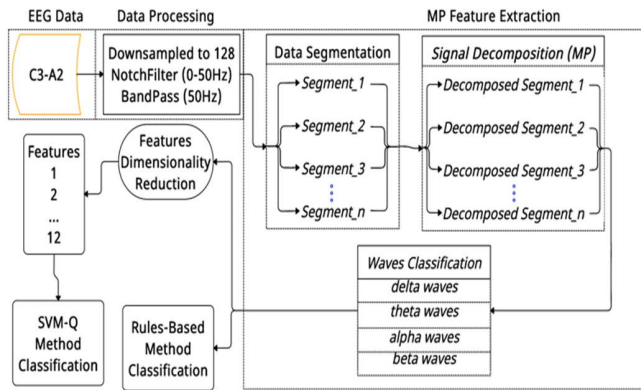 EEG Data
Data Processing
MP Feature Extraction
C3-A2
Downsampled to 128
NotchFilter (0-50Hz)
BandPass (50Hz)
Data Segmentation
Segment_1
Segment_2
Segment_3
Segment_n
Signal Decomposition (MP)
Decomposed Segment_1
Decomposed Segment_2
Decomposed Segment_3
Decomposed Segment_n
Features
Dimensionality
Reduction
Features
1
2
...
12
Waves Classification
delta waves
theta waves
alpha waves
beta waves
SVM-Q
Method
Classification
Rules-Based
Method
Classification